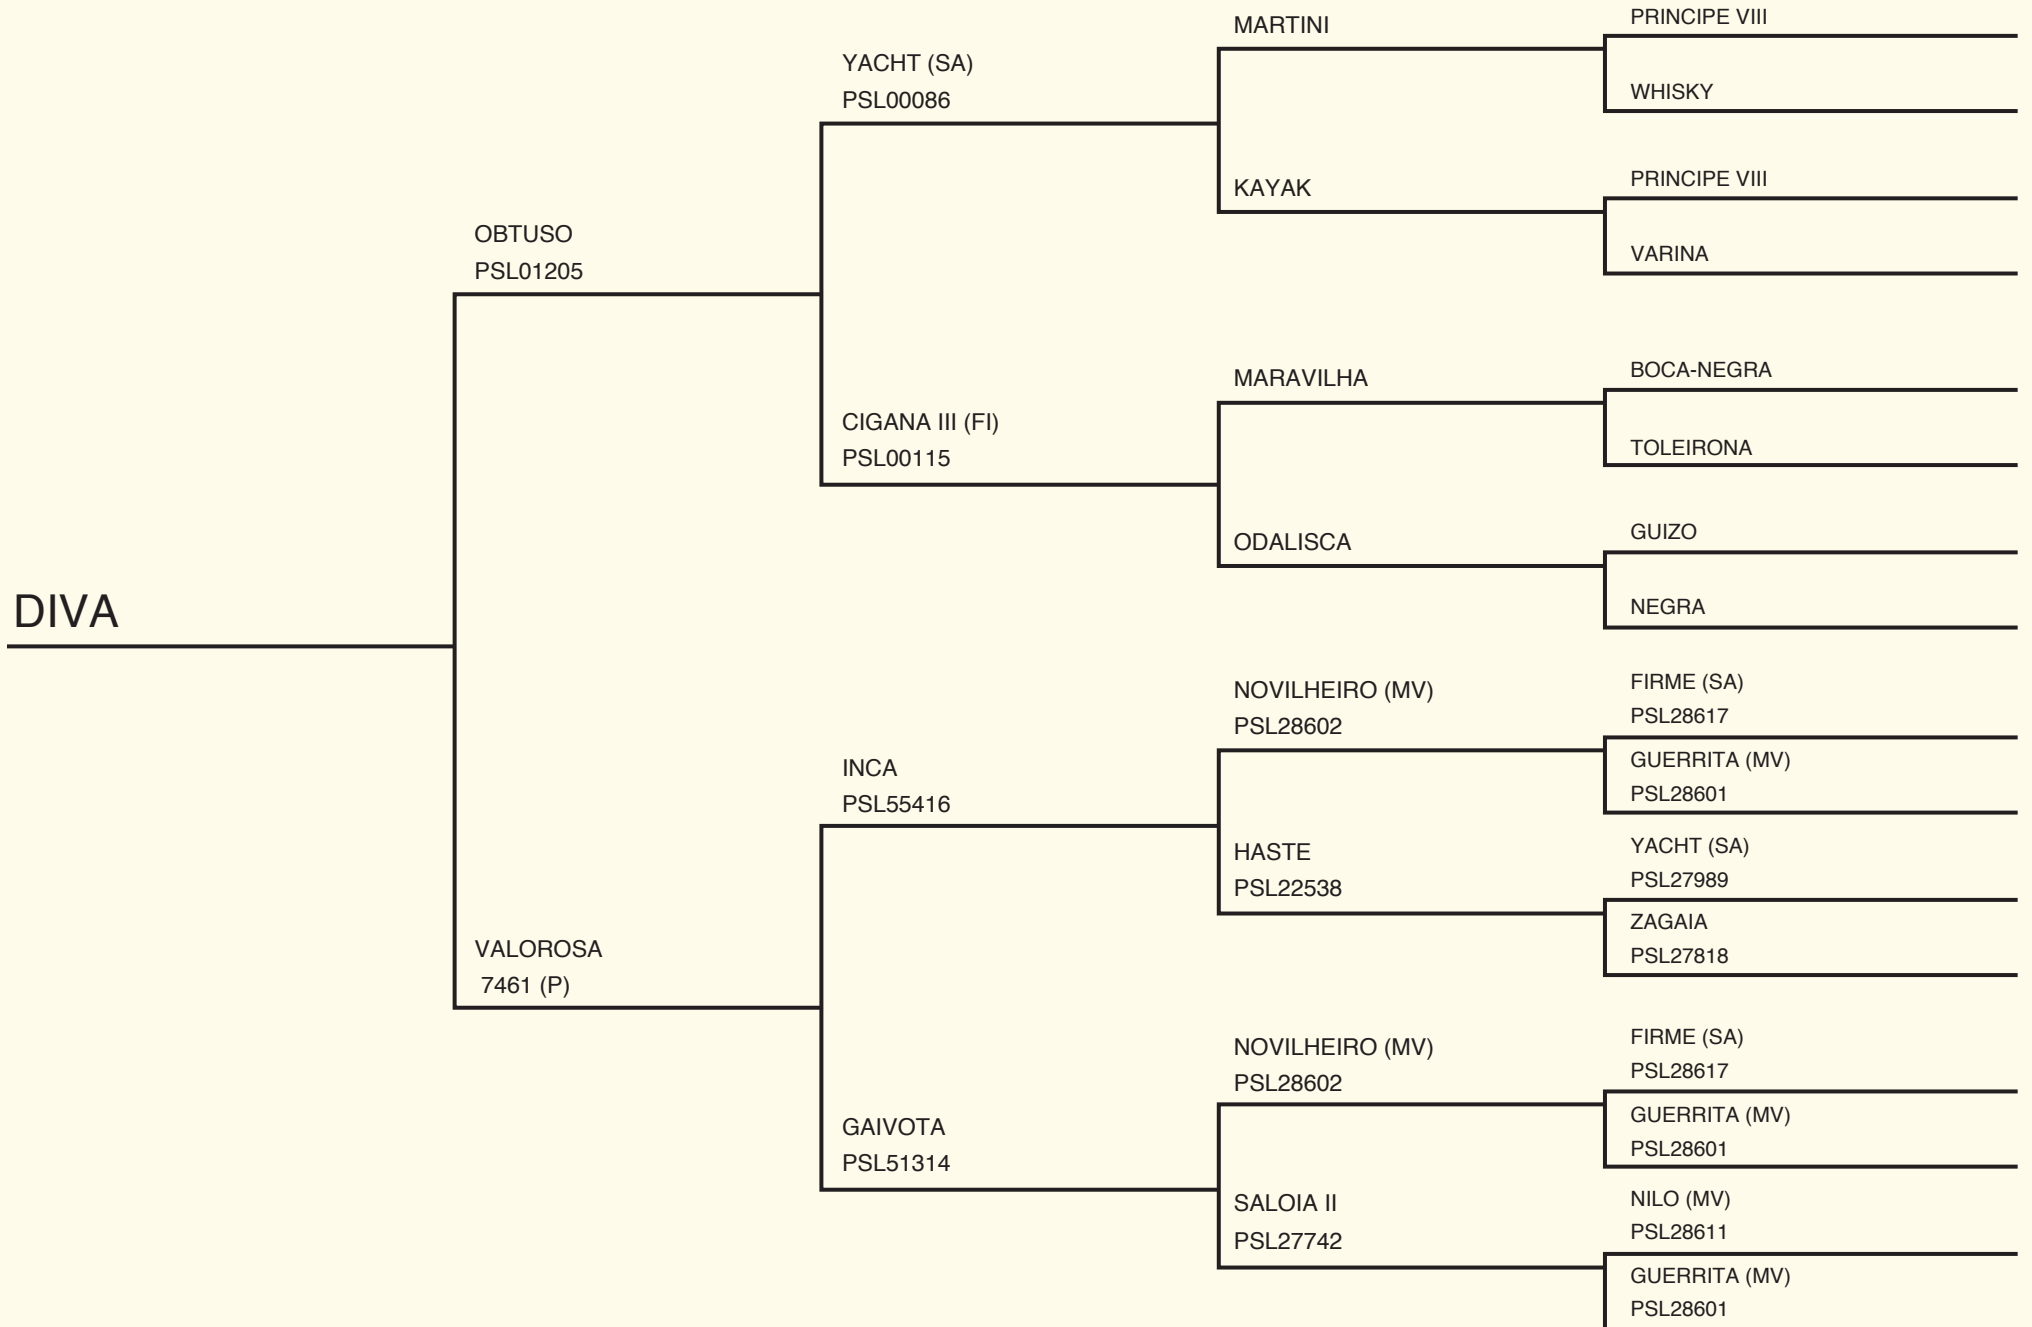 DIVA
OBTUSO
PSL01205
VALOROSA
7461 (P)
YACHT (SA)
PSL00086
CIGANA III (FI)
PSL00115
INCA
PSL55416
GAIVOTA
PSL51314
MARTINI
KAYAK
MARAVILHA
ODALISCA
NOVILHEIRO (MV)
PSL28602
HASTE
PSL22538
NOVILHEIRO (MV)
PSL28602
SALOIA II
PSL27742
PRINCIPE VIII
WHISKY
PRINCIPE VIII
VARINA
BOCA-NEGRA
TOLEIRONA
GUIZO
NEGRA
FIRME (SA)
PSL28617
GUERRITA (MV)
PSL28601
YACHT (SA)
PSL27989
ZAGAIA
PSL27818
FIRME (SA)
PSL28617
GUERRITA (MV)
PSL28601
NILO (MV)
PSL28611
GUERRITA (MV)
PSL28601